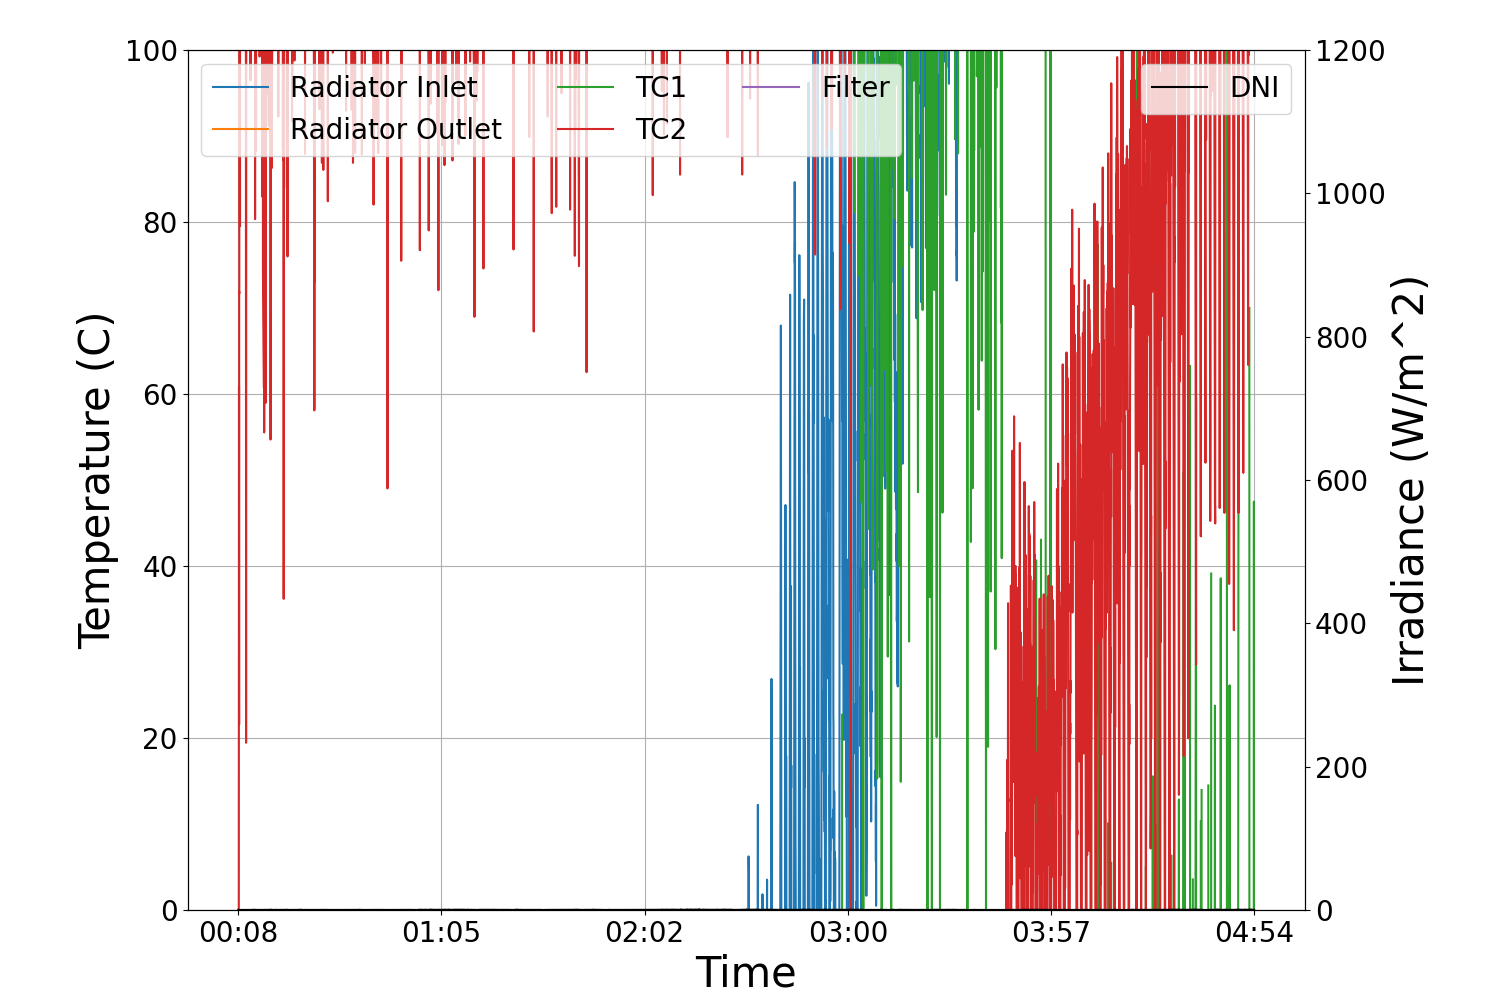 100
80
60
40
20
0
Temperature (C)
Radiator Inlet
Radiator Outlet
TC1
TC2
Filter
DNI
1200
1000
800
600
400
200
0
Irradiance (W/m^2)
00:08
01:05
02:02
03:00
03:57
04:54
Time